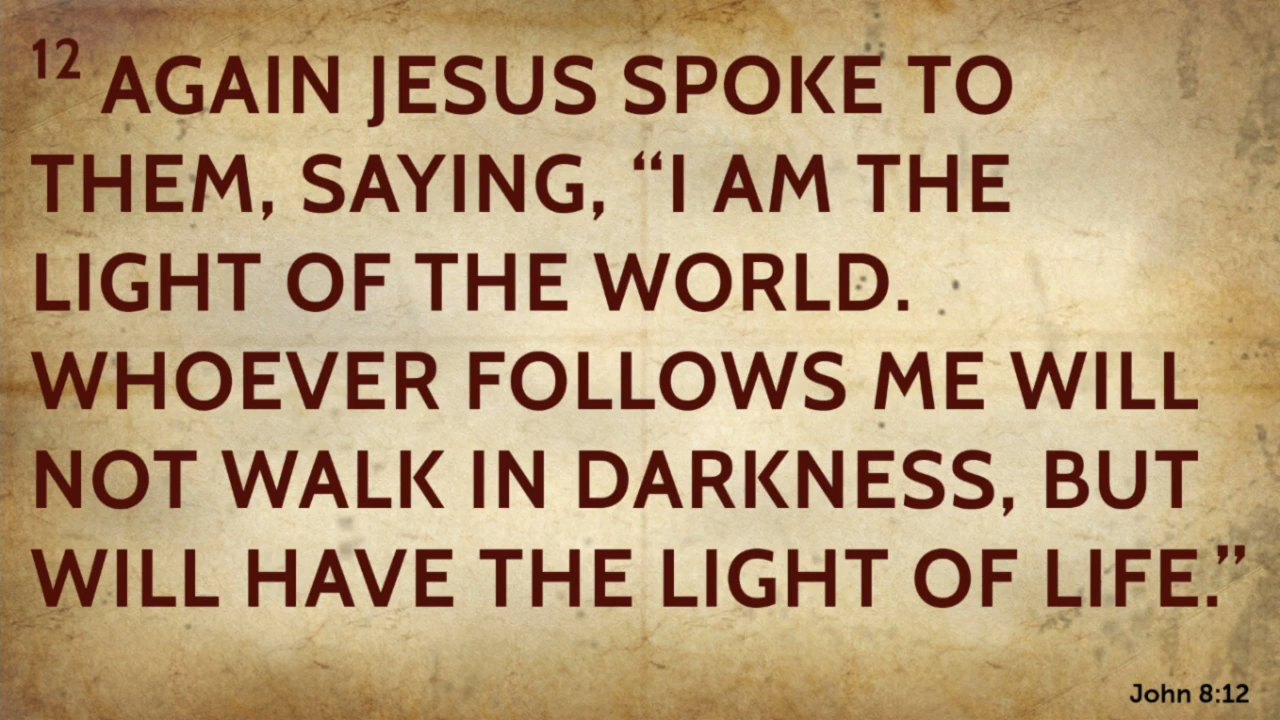 12 AGAIN JESUS SPOKE TO
THEM, SAYING, “I AM THE
LIGHT OF THE WORLD.
WHOEVER FOLLOWS ME WILL
NOT WALK IN DARKNESS, BUT
WILL HAVE THE LIGHT OF LIFE.”
John 8:12